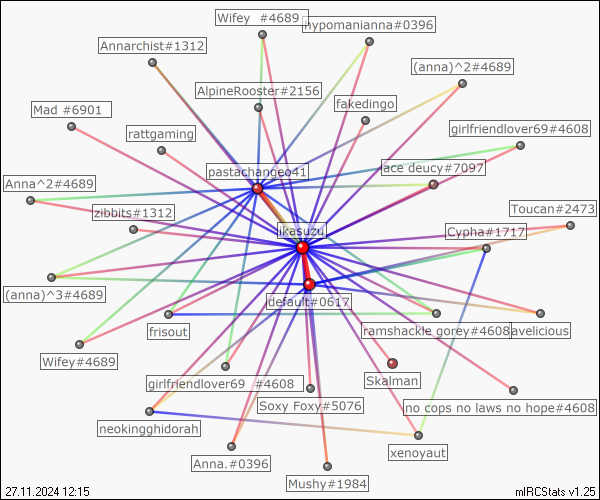 Wifey  #4689
hypomanianna#0396
Annarchist#1312
(anna)^2#4689
AlpineRooster#2156
fakedingo
Mad #6901
girlfriendlover69#4608
rattgaming
pastachangeo41
ace deucy#7097
Anna^2#4689
zibbits#1312
Toucan#2473
ikasuzu
Cypha#1717
(anna)^3#4689
default#0617
frisout
ramshackle gorey#4608
avelicious
Wifey#4689
girlfriendlover69  #4608
Skalman
Soxy Foxy#5076
no cops no laws no hope#4608
neokingghidorah
xenoyaut
Anna.#0396
Mushy#1984
27.11.2024 12:15
mIRCStats v1.25